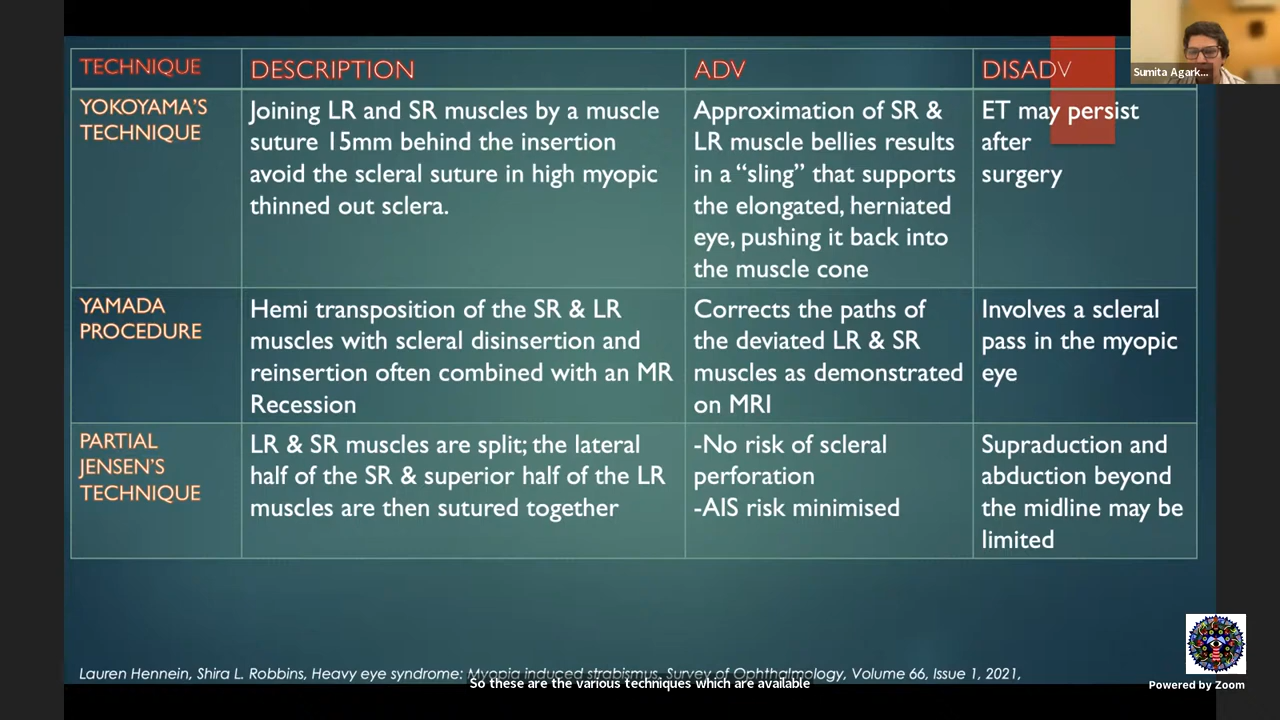 Sumita Agark...
TECHNIQUE
DESCRIPTION
ADV
DISADV
YOKOYAMA'S
TECHNIQUE
Joining LR and SR muscles by a muscle
suture 15mm behind the insertion
avoid the scleral suture in high myopic
thinned out sclera.
Approximation of SR &
LR muscle bellies results
in a “sling” that supports
the elongated, herniated
eye, pushing it back into
the muscle cone
ET may persist
after
surgery
YAMADA
PROCEDURE
Hemi transposition of the SR & LR
muscles with scleral disinsertion and
reinsertion often combined with an MR
Recession
Corrects the paths of
the deviated LR & SR
muscles as demonstrated
on MRI
Involves a scleral
pass in the myopic
eye
PARTIAL
JENSEN'S
TECHNIQUE
LR & SR muscles are split; the lateral
half of the SR & superior half of the LR
muscles are then sutured together
-No risk of scleral
perforation
-AIS risk minimised
Supraduction and
abduction beyond
the midline may be
limited
Lauren Hennein, Shira L. Robbins, Heavy eye syndrome: Myopia induced strabismus, Survey of Ophthalmology, Volume 66, Issue 1, 2021,
So these are the various techniques which are available
Powered by Zoom